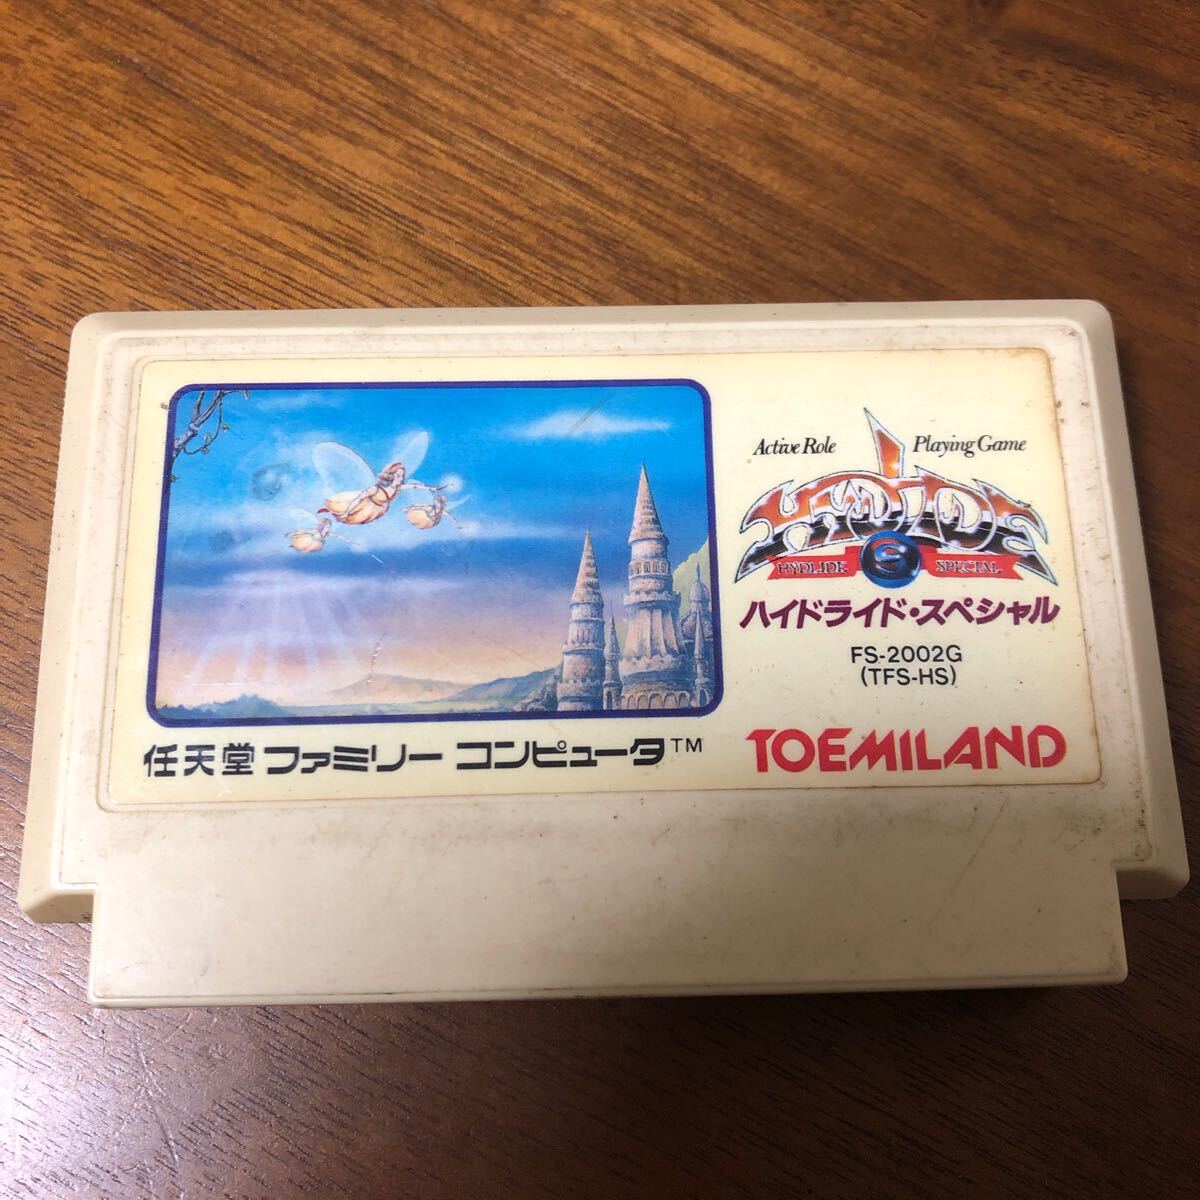 Active Role Playing Game
HYDLIDE
HYDLIDE S SPECIAL
ハイドライド・スペシャル
FS-2002G
(TFS-HS)
任天堂 ファミリー コンピュータ™
TOEMILAND